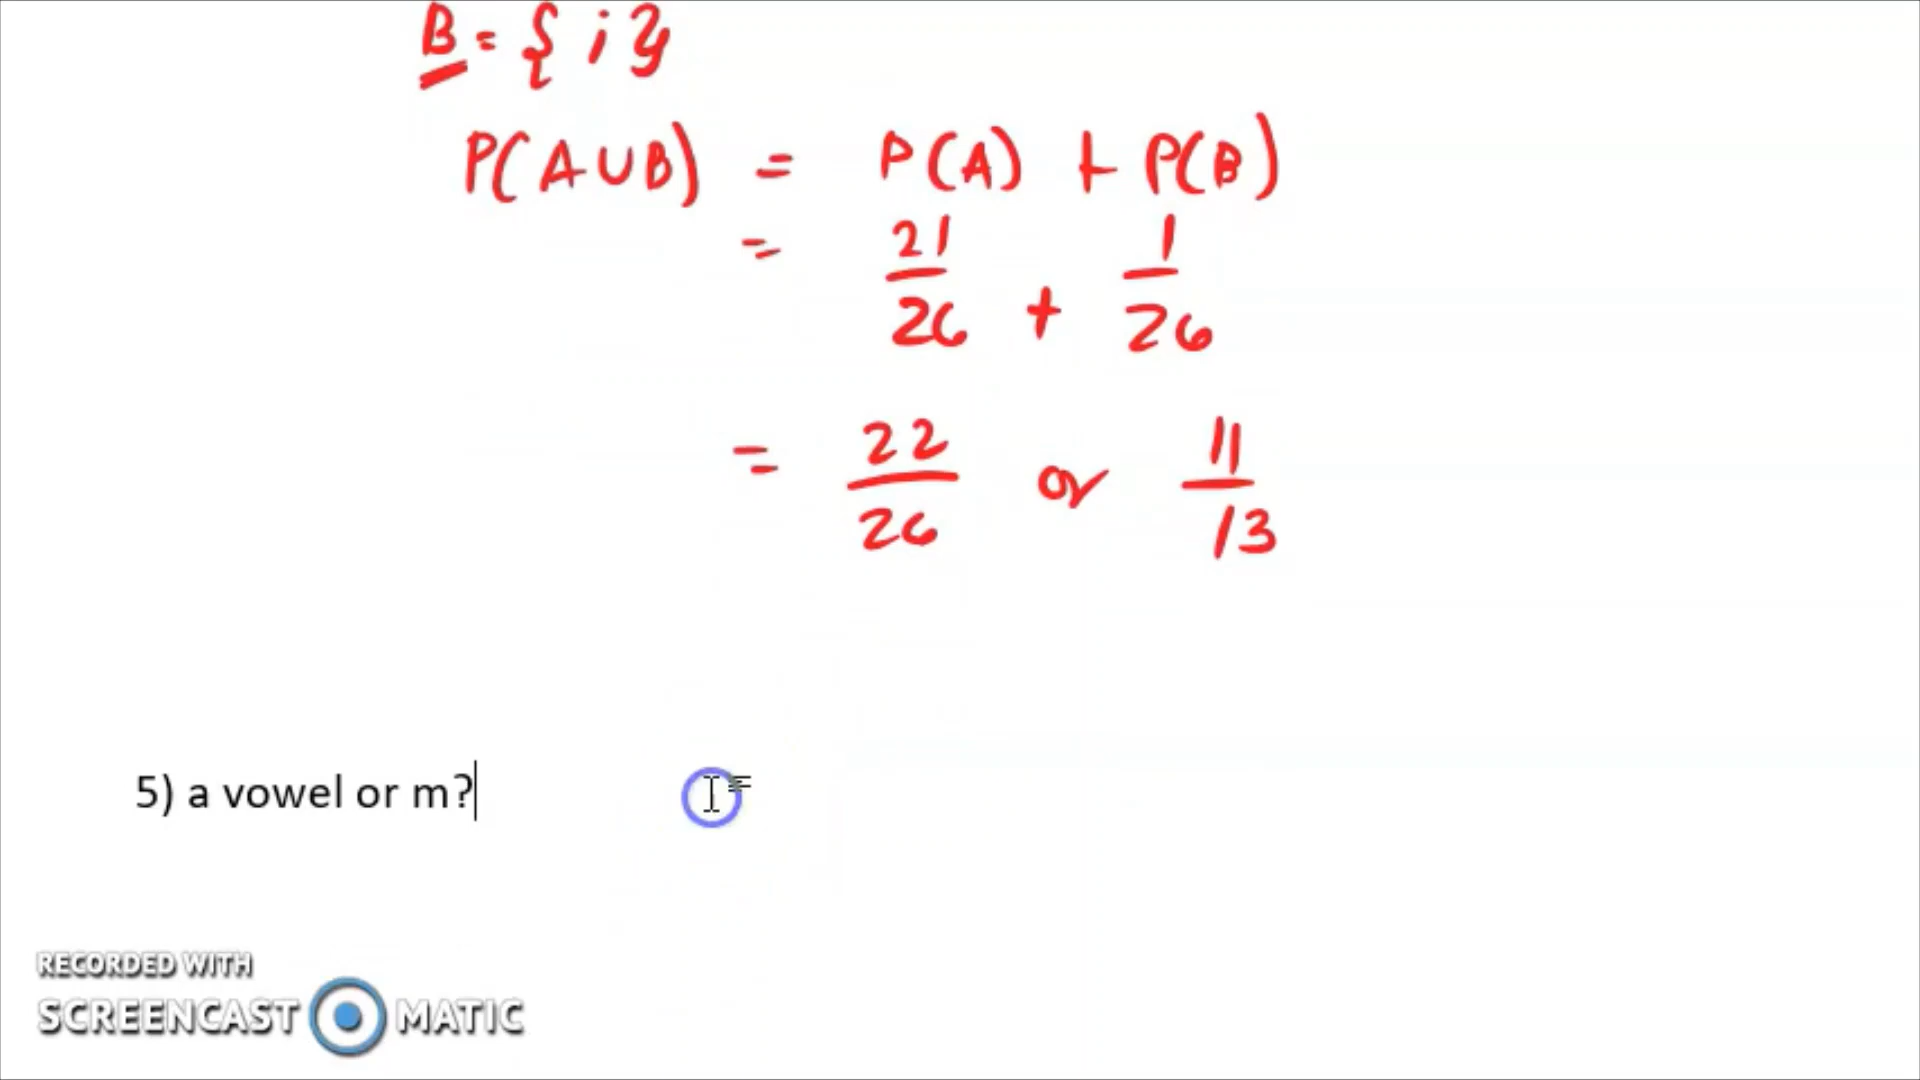 B = { i }
P(A∪B) = P(A) + P(B)
= 21/26 + 1/26
= 22/26 or 11/13
5) a vowel or m?
RECORDED WITH
SCREENCAST MATIC